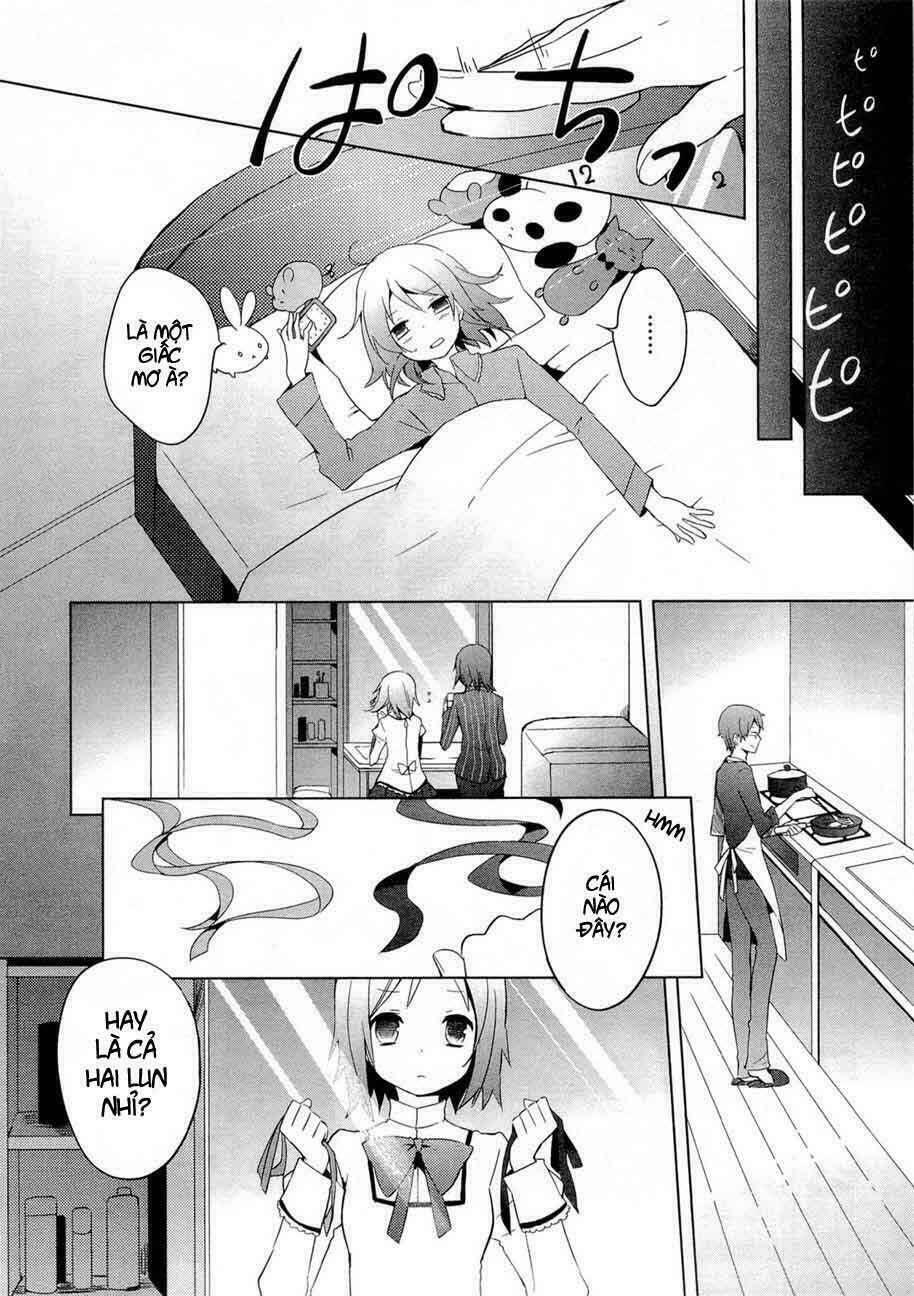 ピ
ピ
ピ
ピ
ピ
ピ
ぱちっ
12
2
......
LÀ MỘT
GIẤC
MƠ À?
HMM
CÁI
NÀO
ĐÂY?
HAY
LÀ CẢ
HAI LUN
NHỈ?